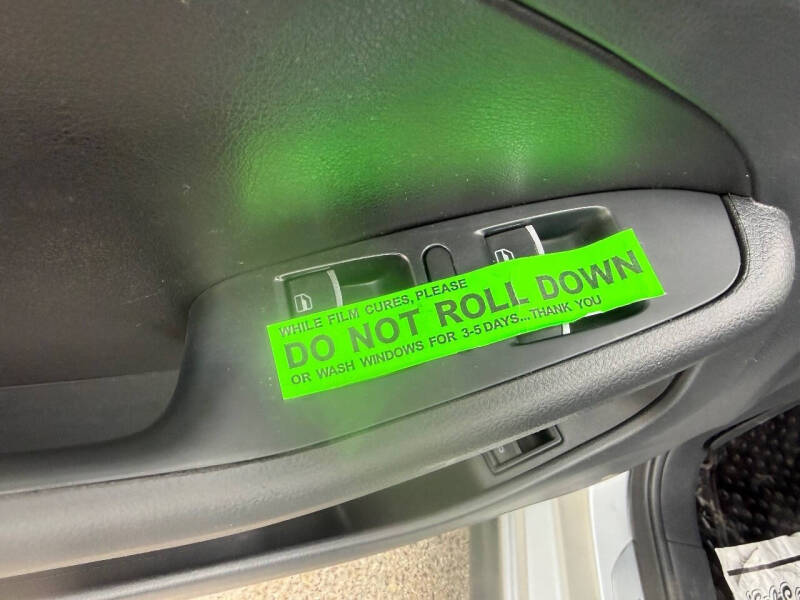 WHILE FILM CURES, PLEASE
DO NOT ROLL DOWN
OR WASH WINDOWS FOR 3-5 DAYS...THANK YOU